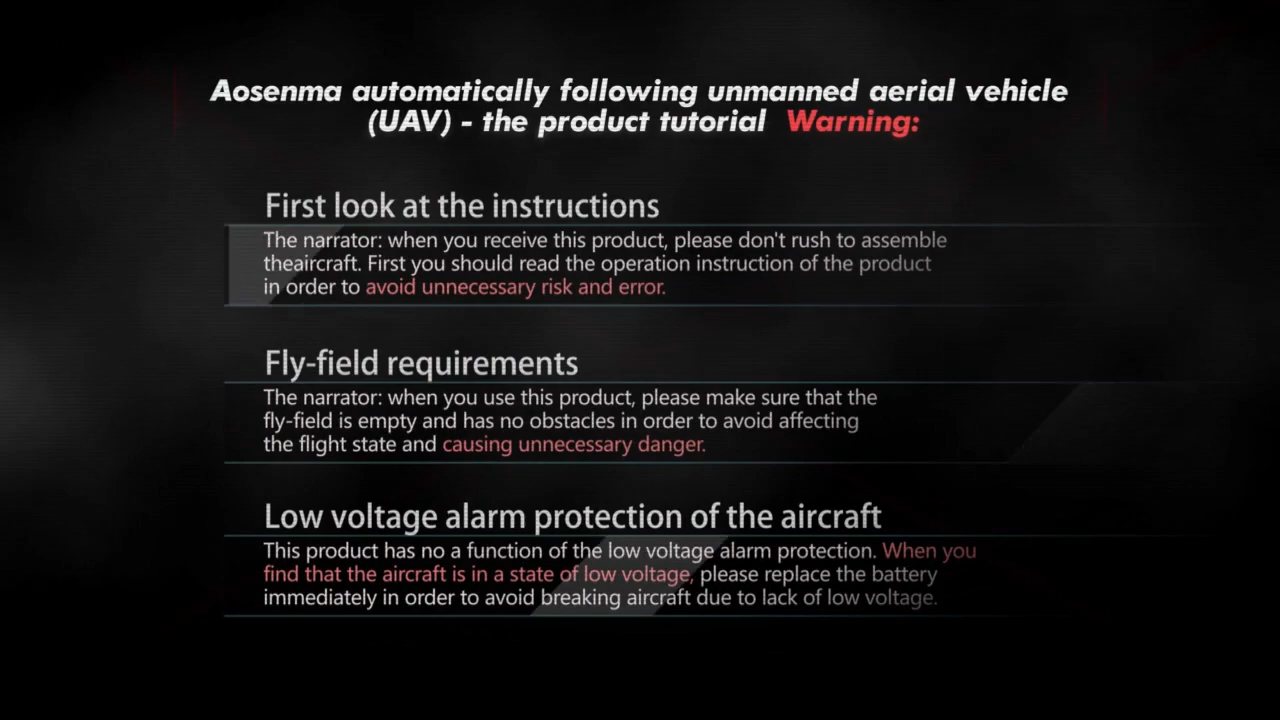 Aosenma automatically following unmanned aerial vehicle
(UAV) - the product tutorial Warning:
First look at the instructions
The narrator: when you receive this product, please don't rush to assemble
theaircraft. First you should read the operation instruction of the product
in order to avoid unnecessary risk and error.
Fly-field requirements
The narrator: when you use this product, please make sure that the
fly-field is empty and has no obstacles in order to avoid affecting
the flight state and causing unnecessary danger.
Low voltage alarm protection of the aircraft
This product has no a function of the low voltage alarm protection. When you
find that the aircraft is in a state of low voltage, please replace the battery
immediately in order to avoid breaking aircraft due to lack of low voltage.